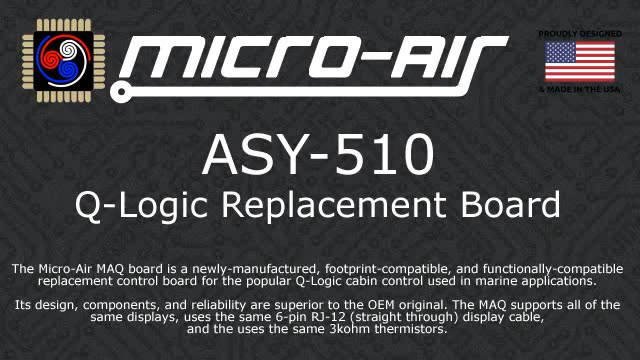 MICRO-AIR
PROUDLY DESIGNED
& MADE IN THE USA
ASY-510
Q-Logic Replacement Board
The Micro-Air MAQ board is a newly-manufactured, footprint-compatible, and functionally-compatible
replacement control board for the popular Q-Logic cabin control used in marine applications.
Its design, components, and reliability are superior to the OEM original. The MAQ supports all of the
same displays, uses the same 6-pin RJ-12 (straight through) display cable,
and the uses the same 3kohm thermistors.